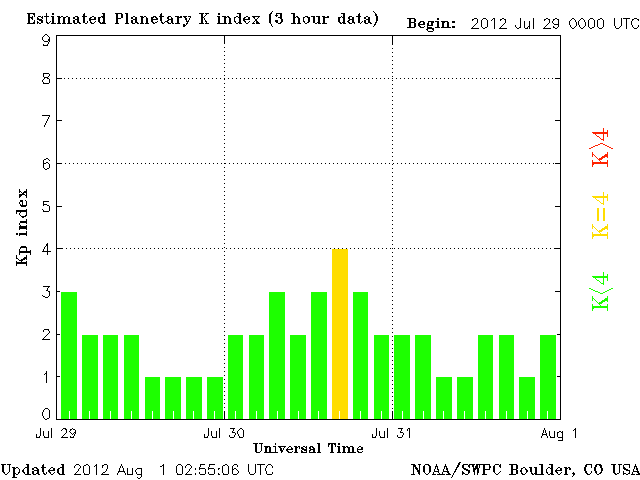 Estimated Planetary K index (3 hour data) Begin: 2012 Jul 29 0000 UTC
9
8
7
6
5
4
3
2
1
0
Kp index
K>4
K=4
K<4
Jul 29 Jul 30 Jul 31 Aug 1
Universal Time
Updated 2012 Aug 1 02:55:06 UTC NOAA/SWPC Boulder, CO USA